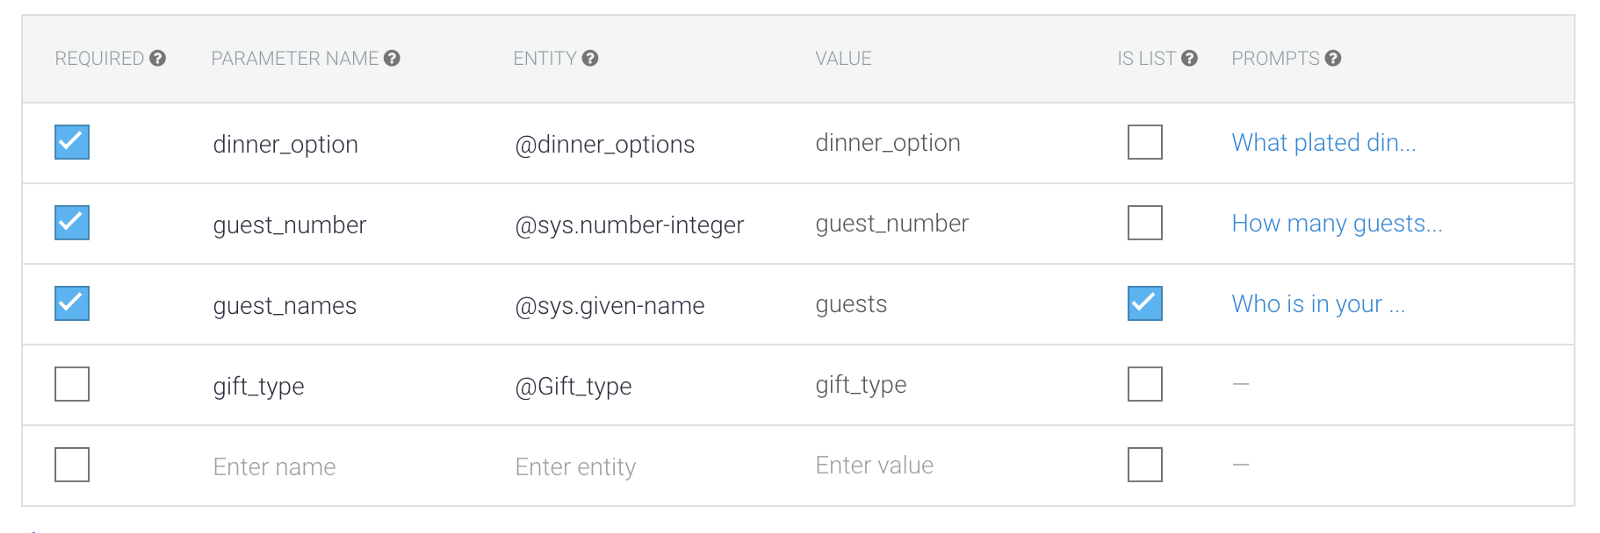 REQUIRED ? PARAMETER NAME ? ENTITY ? VALUE IS LIST ? PROMPTS ?
dinner_option @dinner_options dinner_option What plated din...
guest_number @sys.number-integer guest_number How many guests...
guest_names @sys.given-name guests Who is in your ...
gift_type @Gift_type gift_type –
Enter name Enter entity Enter value –